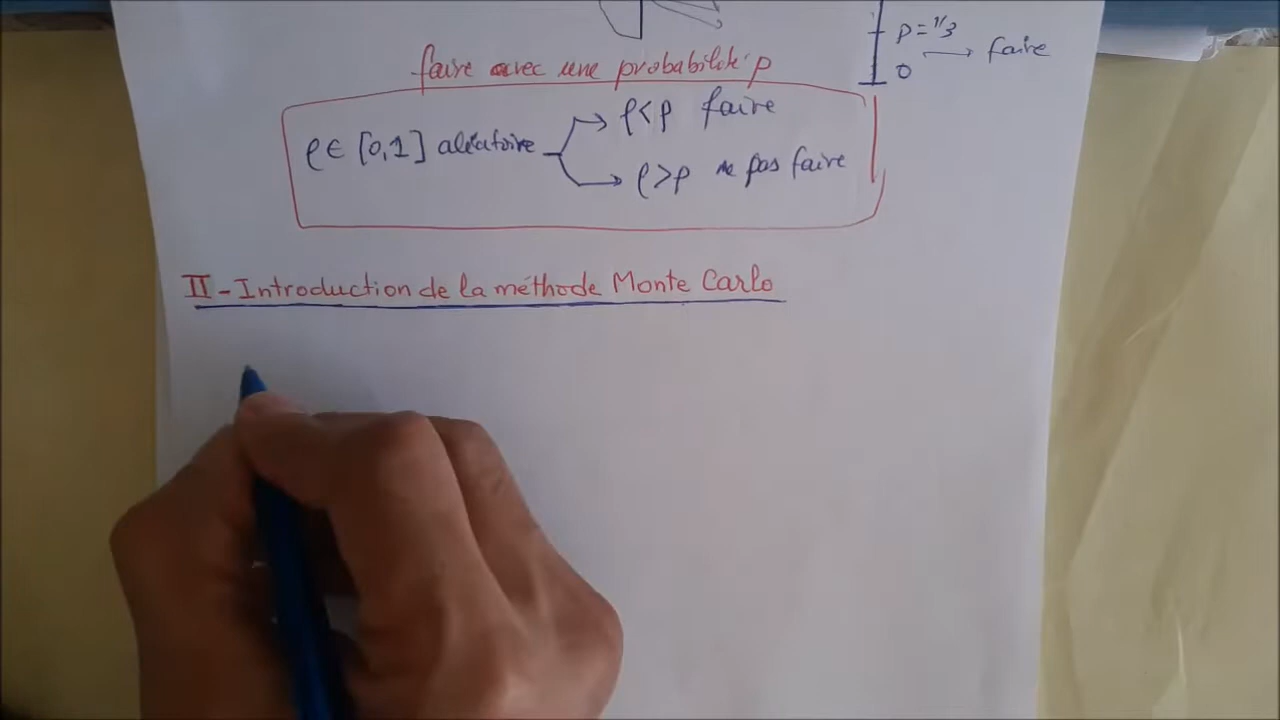 p = 1/3
0 → faire
faire avec une probabilité p
ρ ∈ [0,1] aléatoire → ρ<p faire
→ ρ>p ne pas faire
II - Introduction de la méthode Monte Carlo